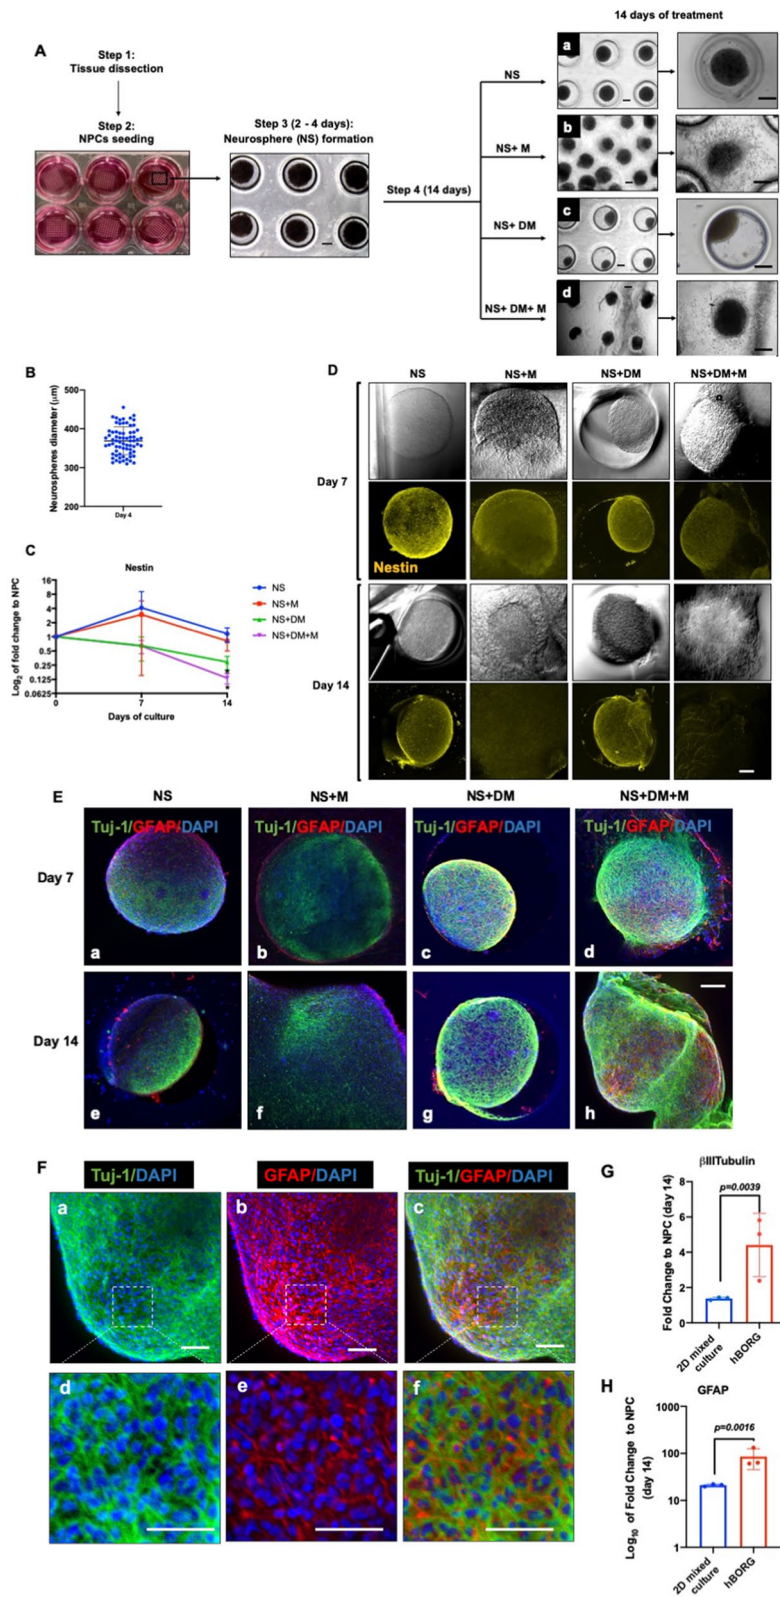 14 days of treatment
A
Step 1:
Tissue dissection
Step 2:
NPCs seeding
Step 3 (2 - 4 days):
Neurosphere (NS) formation
Step 4 (14 days)
NS
a
NS+ M
b
NS+ DM
c
NS+ DM+ M
d
B
Neurospheres diameter (µm)
500
400
300
200
Day 4
C
Nestin
Log2 of fold change to NPC
16
8
4
2
1
0.5
0.25
0.125
0.0625
0
7
14
Days of culture
NS
NS+M
NS+DM
NS+DM+M
*
*
D
NS
NS+M
NS+DM
NS+DM+M
Day 7
Nestin
Day 14
E
NS
NS+M
NS+DM
NS+DM+M
Day 7
Tuj-1/GFAP/DAPI
Tuj-1/GFAP/DAPI
Tuj-1/GFAP/DAPI
Tuj-1/GFAP/DAPI
a
b
c
d
Day 14
e
f
g
h
F
Tuj-1/DAPI
GFAP/DAPI
Tuj-1/GFAP/DAPI
a
b
c
d
e
f
G
βIIITubulin
Fold Change to NPC (day 14)
8
6
4
2
0
p=0.0039
2D mixed
culture
hBORG
H
GFAP
Log10 of Fold Change to NPC
(day 14)
1000
100
10
1
p=0.0016
2D mixed
culture
hBORG